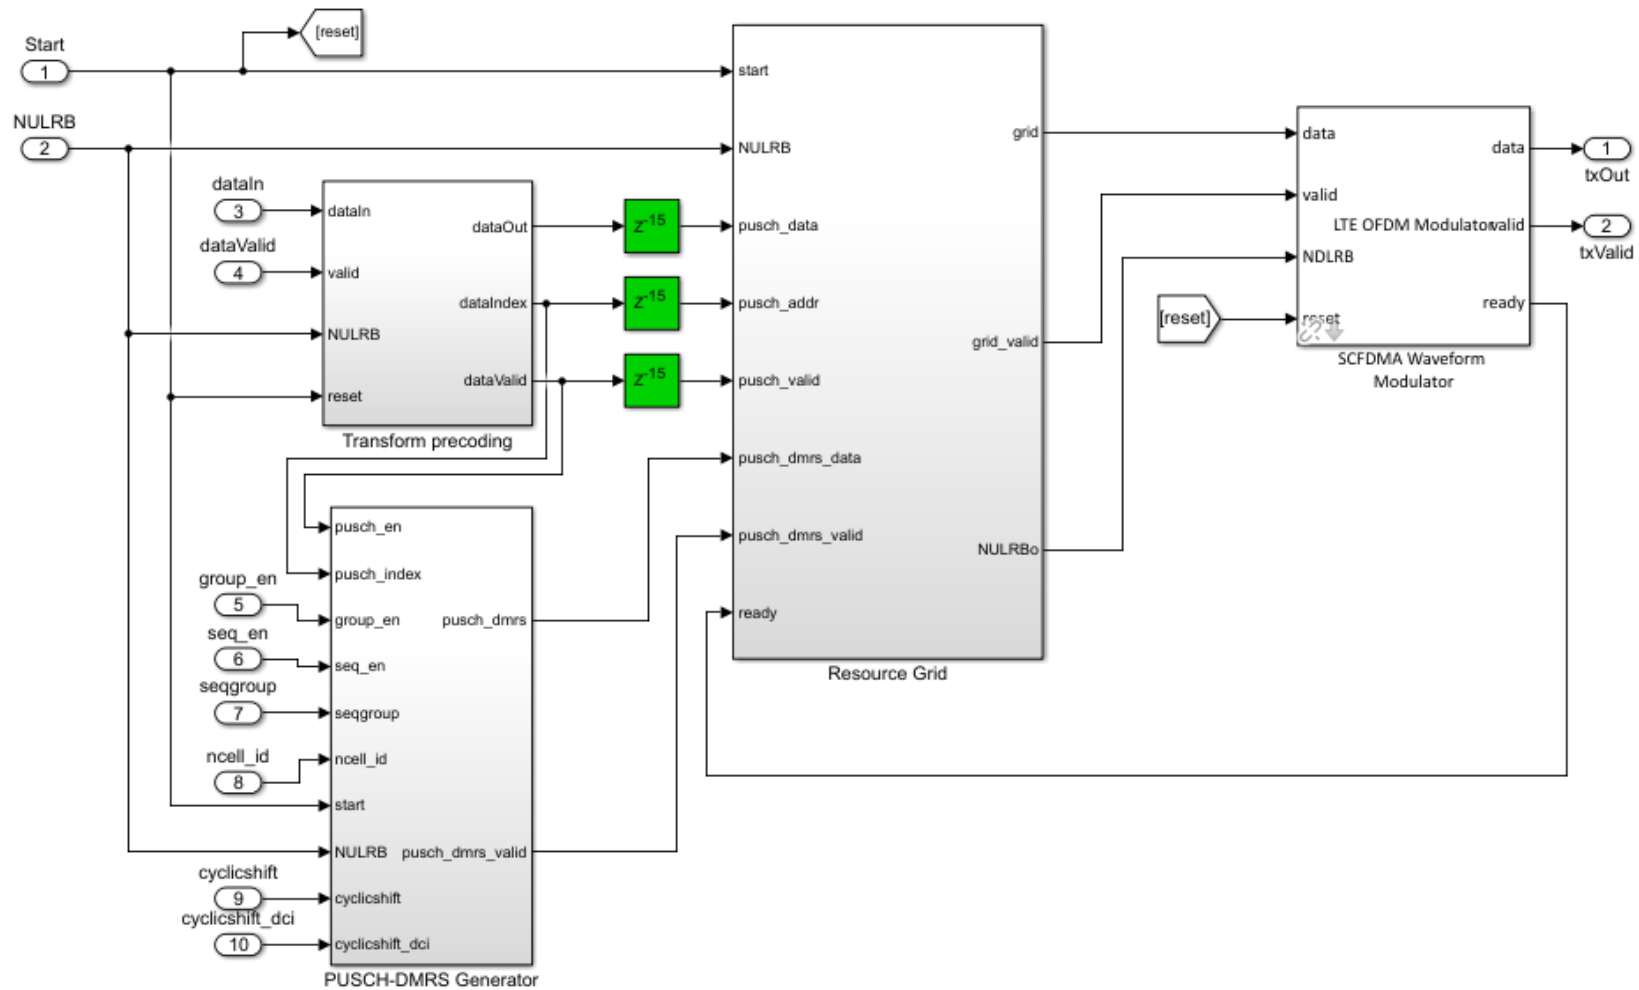 [reset]
Start
1
NULRB
2
dataIn
3
dataValid
4
dataIn
valid
NULRB
reset
dataOut
dataIndex
dataValid
Transform precoding
z-15
z-15
z-15
start
NULRB
pusch_data
pusch_addr
pusch_valid
pusch_dmrs_data
pusch_dmrs_valid
ready
grid
grid_valid
NULRBo
Resource Grid
[reset]
data
valid
NDLRB
reset
LTE OFDM Modulator
data
valid
ready
SCFDMA Waveform
Modulator
1
txOut
2
txValid
group_en
5
seq_en
6
seqgroup
7
ncell_id
8
cyclicshift
9
cyclicshift_dci
10
pusch_en
pusch_index
group_en
seq_en
seqgroup
ncell_id
start
NULRB
cyclicshift
cyclicshift_dci
pusch_dmrs
pusch_dmrs_valid
PUSCH-DMRS Generator